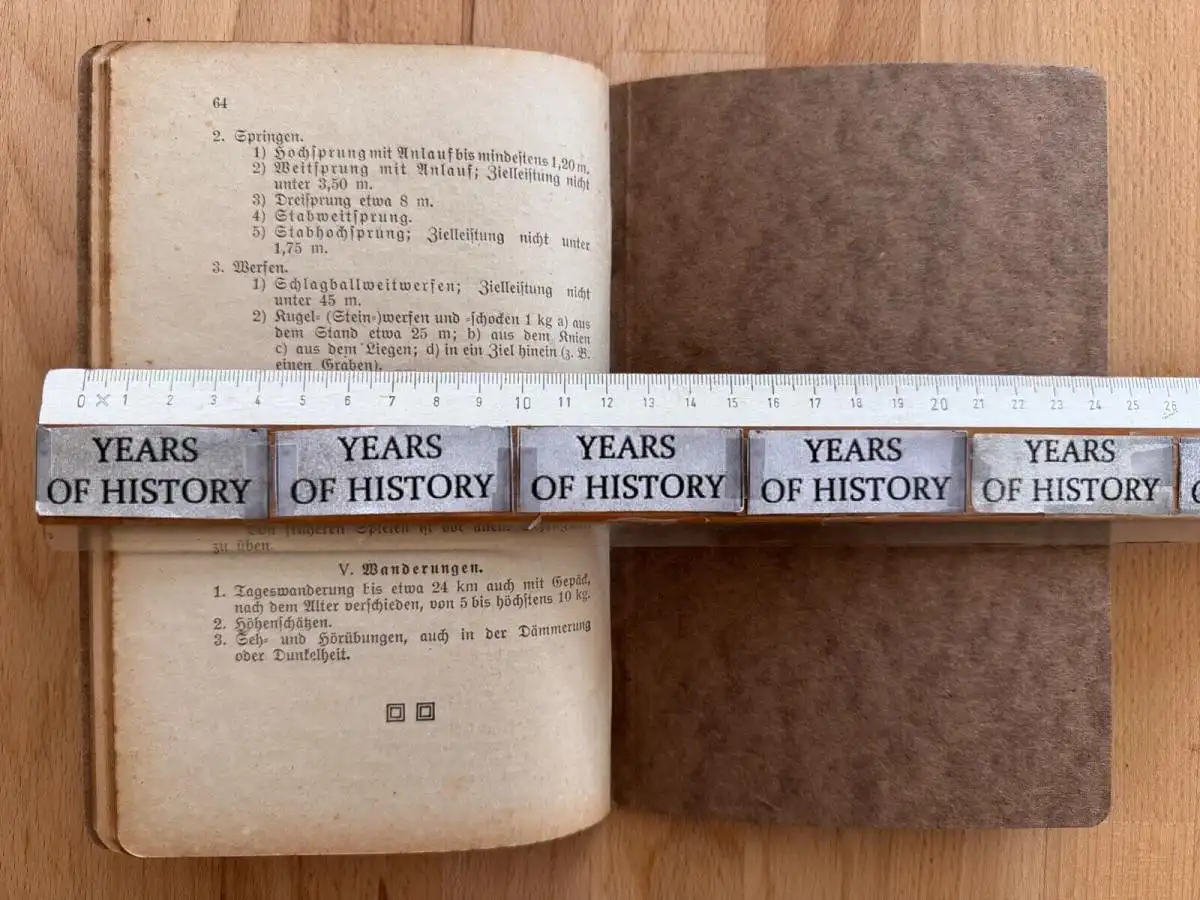 64
2. Springen.
1) Hochsprung mit Anlauf bis mindestens 1,20 m.
2) Weitsprung mit Anlauf; Zielleistung nicht
unter 3,50 m.
3) Dreisprung etwa 8 m.
4) Stabweitsprung.
5) Stabhochsprung; Zielleistung nicht unter
1,75 m.
3. Werfen.
1) Schlagballweitwerfen; Zielleistung nicht
unter 45 m.
2) Kugel- (Stein-)werfen und -schocken 1 kg a) aus
dem Stand etwa 25 m; b) aus dem Knien
c) aus dem Liegen; d) in ein Ziel hinein (z. B.
einen Graben).
0 1 2 3 4 5 6 7 8 9 10 11 12 13 14 15 16 17 18 19 20 21 22 23 24 25 26
YEARS OF HISTORY
YEARS OF HISTORY
YEARS OF HISTORY
YEARS OF HISTORY
YEARS OF HISTORY
zu üben.
V. Wanderungen.
1. Tageswanderung bis etwa 24 km auch mit Gepäck,
nach dem Alter verschieden, von 5 bis höchstens 10 kg.
2. Höhenschätzen.
3. Seh- und Hörübungen, auch in der Dämmerung
oder Dunkelheit.